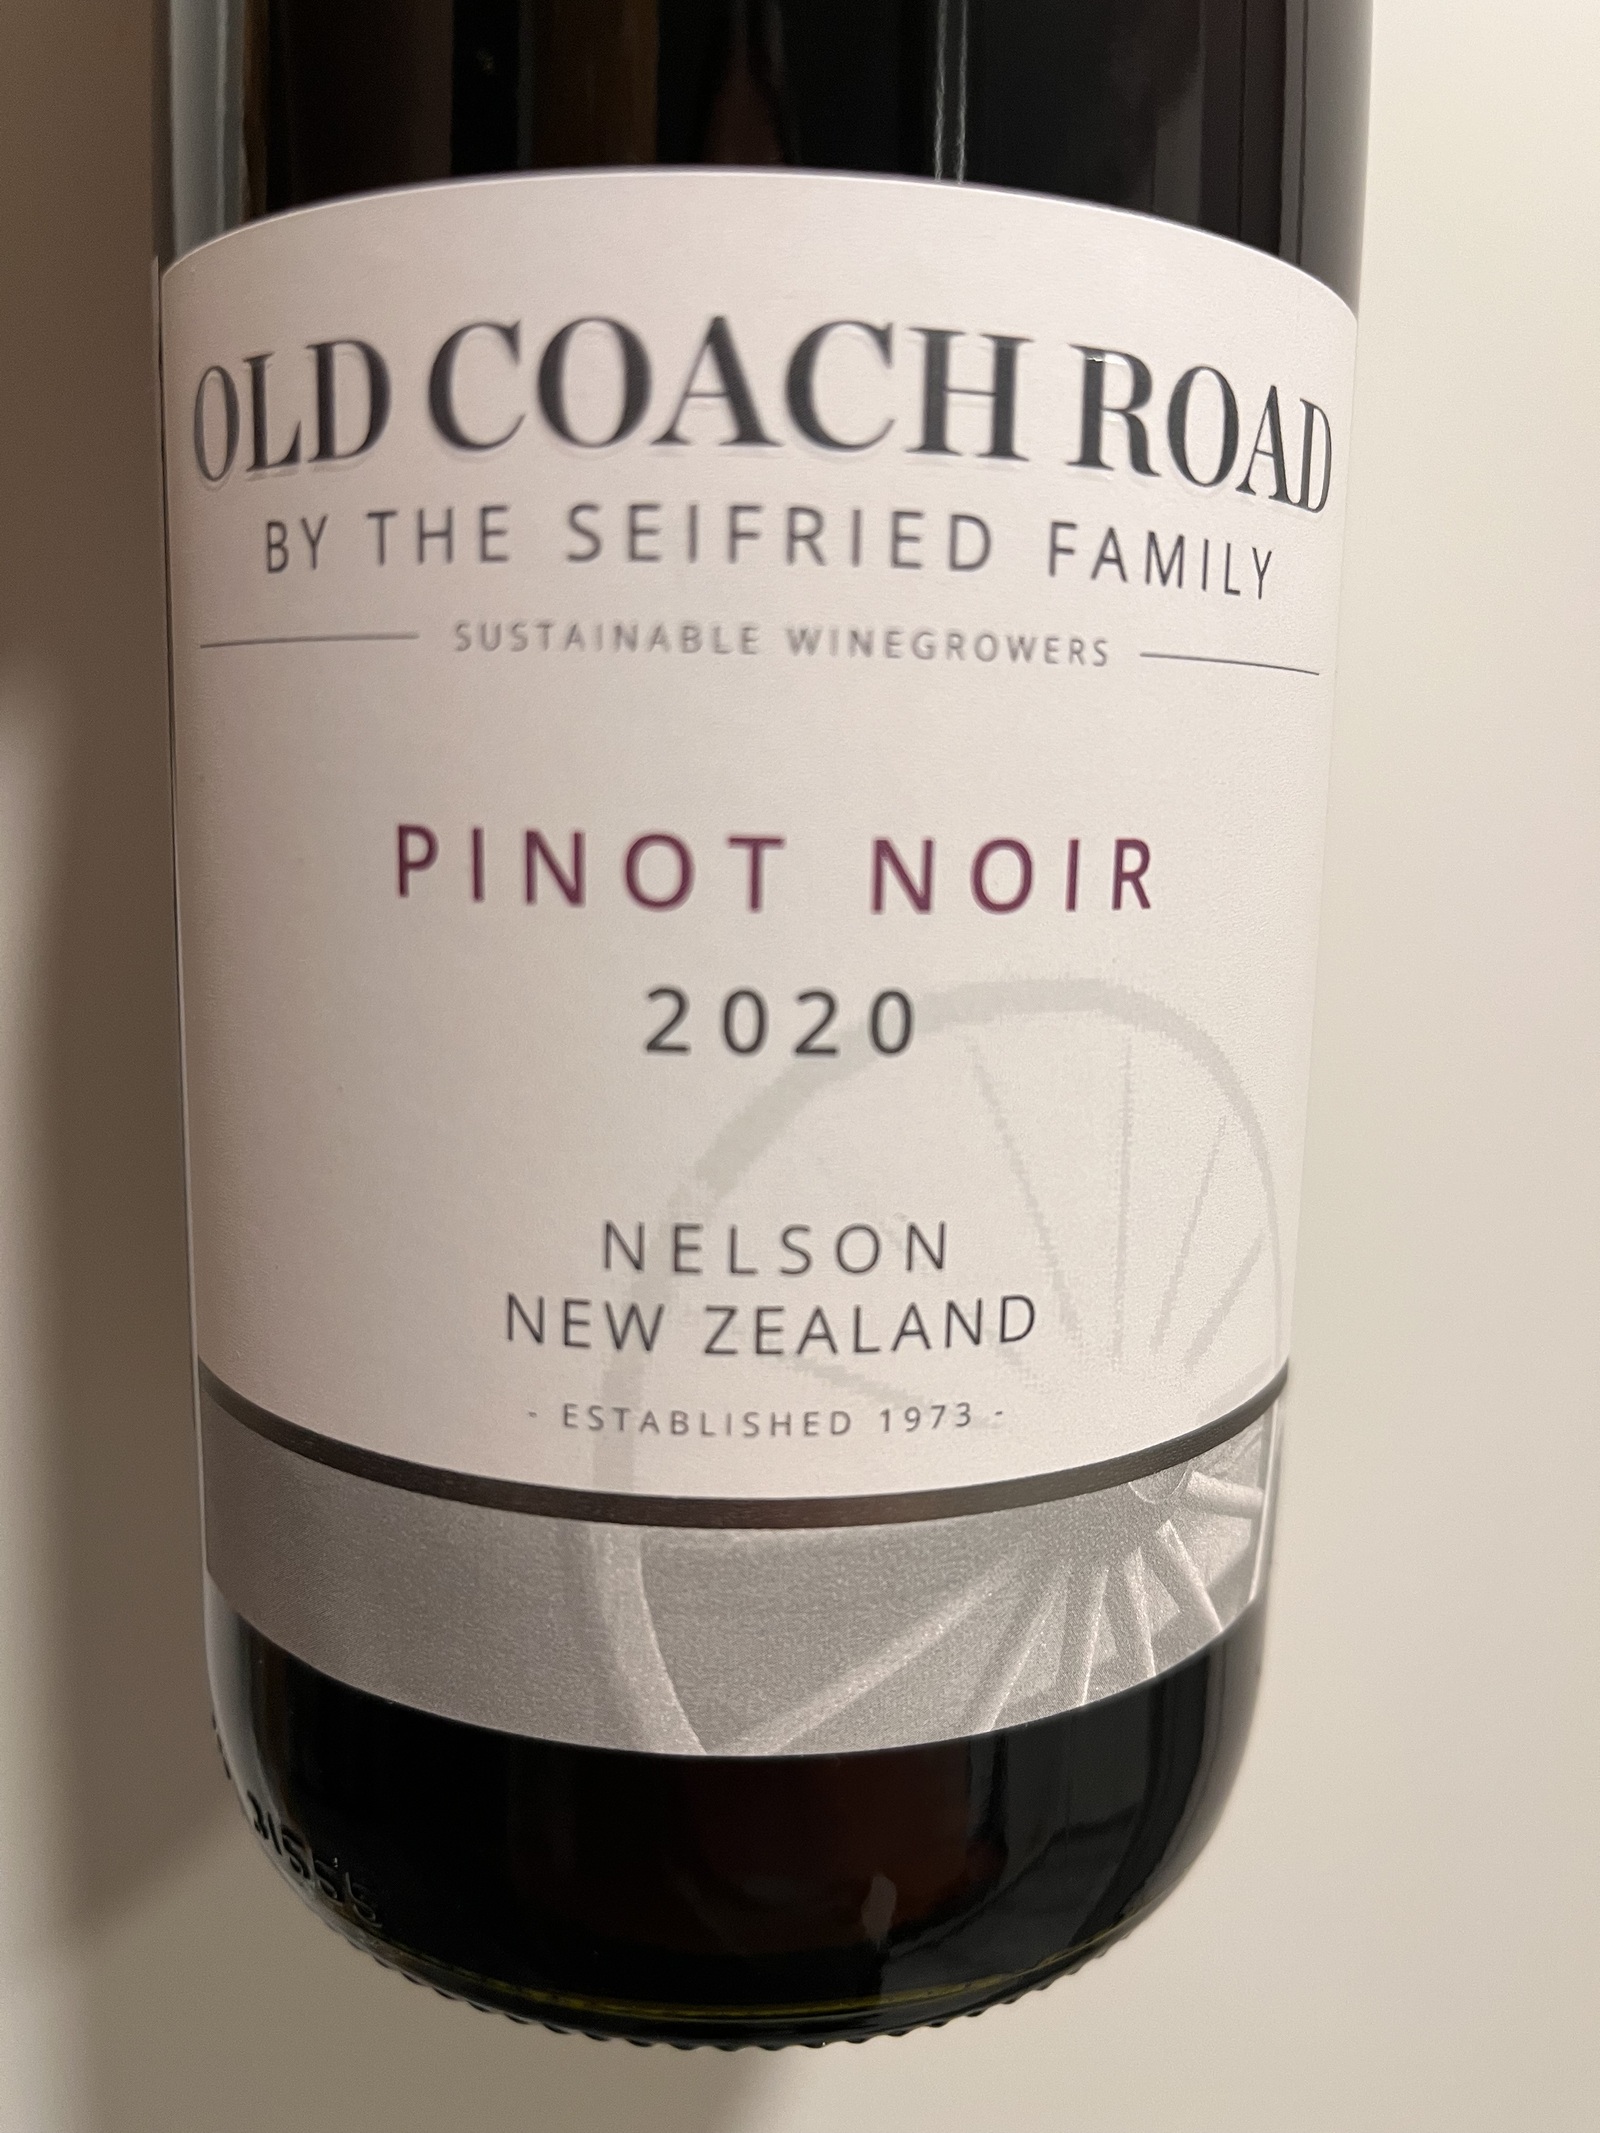 OLD COACH ROAD
BY THE SEIFRIED FAMILY
SUSTAINABLE WINEGROWERS
PINOT NOIR
2020
NELSON
NEW ZEALAND
- ESTABLISHED 1973 -